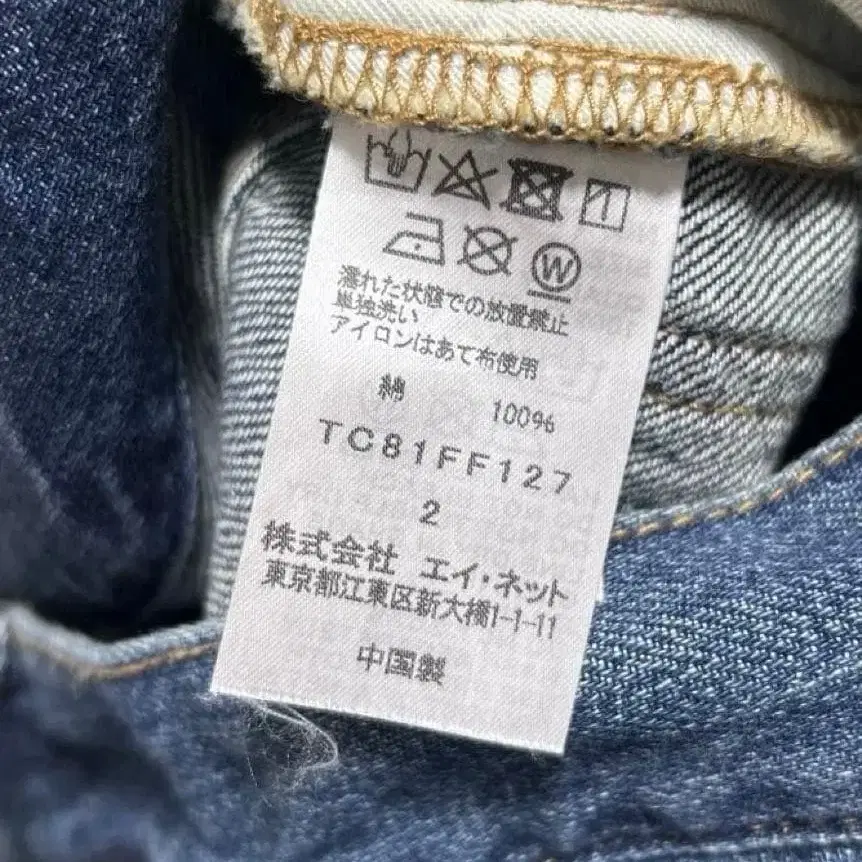 W
濡れた状態での放置禁止
単独洗い
アイロンはあて布使用
綿 100%
TC81FF127
2
株式会社 エイ・ネット
東京都江東区新大橋1-1-11
中国製